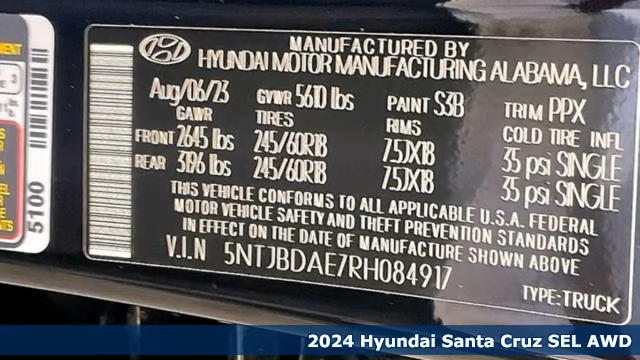 MANUFACTURED BY
HYUNDAI MOTOR MANUFACTURING ALABAMA, LLC
Aug/06/23 GVWR 5610 lbs PAINT S3B TRIM PPX
GAWR TIRES RIMS COLD TIRE INFL
FRONT 2645 lbs 245/60R18 7.5JX18 35 psi SINGLE
REAR 3196 lbs 245/60R18 7.5JX18 35 psi SINGLE
THIS VEHICLE CONFORMS TO ALL APPLICABLE U.S.A. FEDERAL
MOTOR VEHICLE SAFETY AND THEFT PREVENTION STANDARDS
IN EFFECT ON THE DATE OF MANUFACTURE SHOWN ABOVE
V.I.N 5NTJBDAE7RH084917
TYPE:TRUCK
5100
2024 Hyundai Santa Cruz SEL AWD